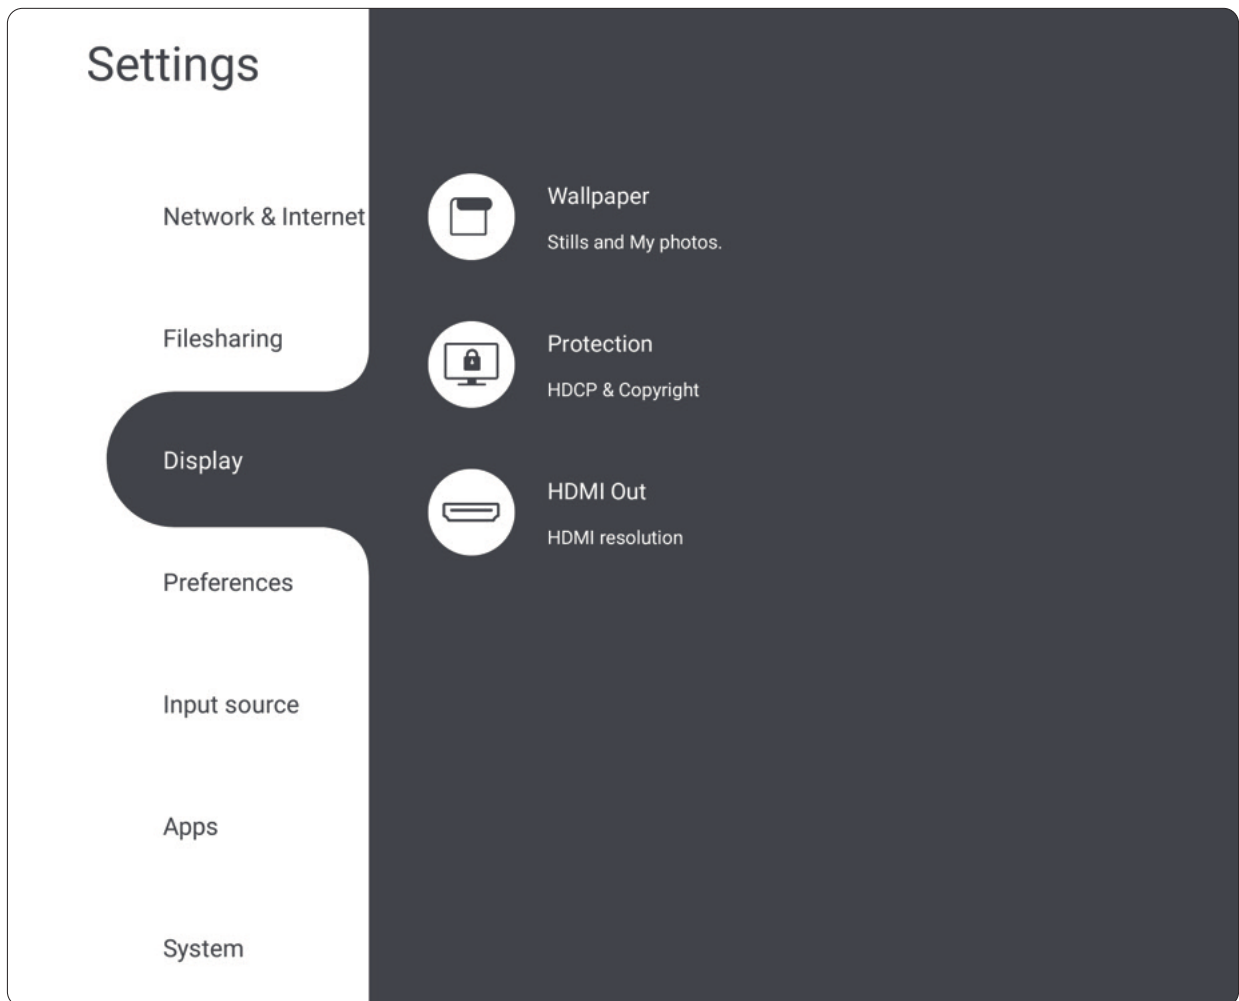 Settings
Network & Internet
Filesharing
Display
Preferences
Input source
Apps
System
Wallpaper
Stills and My photos.
Protection
HDCP & Copyright
HDMI Out
HDMI resolution